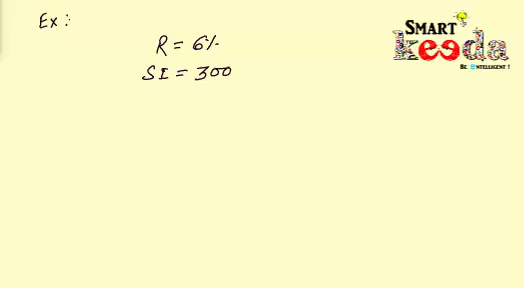 Ex :
R = 6%
SI = 300
SMART
keeda
BE INTELLIGENT !